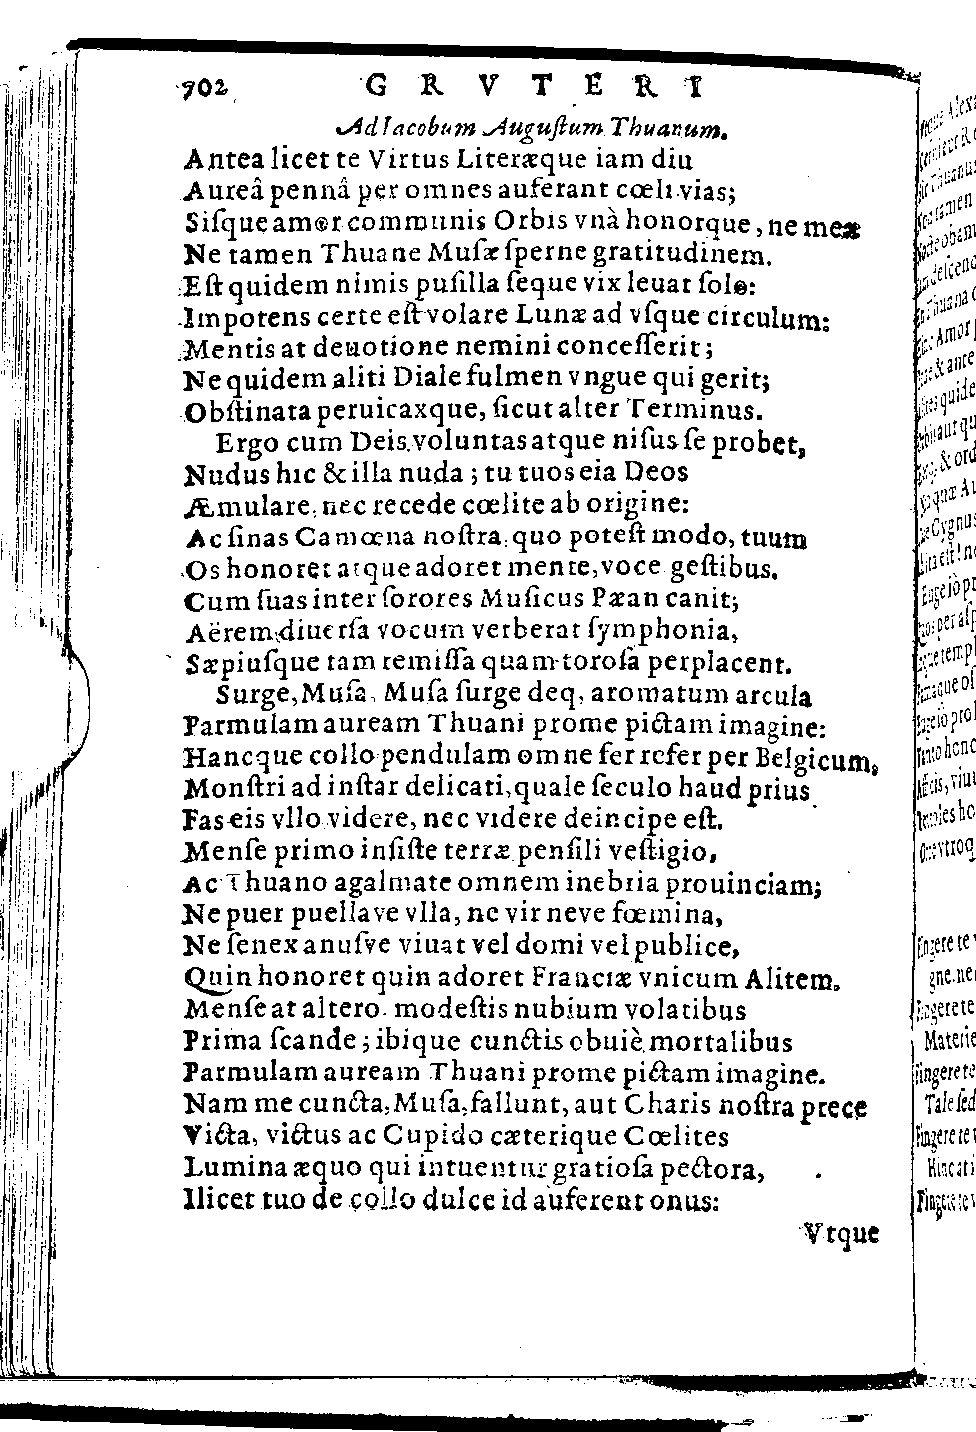 702 GRVTERI
Ad Iacobum Auguſtum Thuanum.
Antea licet te Virtus Literæque iam diu
Aureâ pennâ per omnes auferant cœli vias;
Siſque amor communis Orbis vnà honorque, ne meæ
Ne tamen Thuane Muſæ ſperne gratitudinem.
Eſt quidem nimis puſilla ſeque vix leuat ſolo:
Impotens certe eſt volare Lunæ ad vſque circulum:
Mentis at deuotione nemini conceſſerit;
Ne quidem aliti Diale fulmen vngue qui gerit;
Obſtinata peruicaxque, ſicut alter Terminus.
Ergo cum Deis voluntas atque niſus ſe probet,
Nudus hic & illa nuda; tu tuos eia Deos
Æmulare, nec recede cœlite ab origine:
Ac ſinas Camœna noſtra, quo poteſt modo, tuum
Os honoret atque adoret mente, voce geſtibus.
Cum ſuas inter ſorores Muſicus Pæan canit;
Aërem diuerſa vocum verberat ſymphonia,
Sæpiuſque tam remiſſa quam toroſa perplacent.
Surge, Muſa, Muſa ſurge deq, aromatum arcula
Parmulam auream Thuani prome pictam imagine:
Hancque collo pendulam omne fer refer per Belgicum,
Monſtri ad inſtar delicati, quale ſeculo haud prius
Fas eis vllo videre, nec videre deincipe eſt.
Menſe primo inſiſte terræ penſili veſtigio,
Ac Thuano agalmate omnem inebria prouinciam;
Ne puer puellave vlla, ne vir neve fœmina,
Ne ſenex anuſve viuat vel domi vel publice,
Quin honoret quin adoret Franciæ vnicum Alitem.
Menſe at altero modeſtis nubium volatibus
Prima ſcande; ibique cunctis obuiè mortalibus
Parmulam auream Thuani prome pictam imagine.
Nam me cuncta, Muſa, fallunt, aut Charis noſtra prece
Victa, victus ac Cupido cæterique Cœlites
Lumina æquo qui intuentur gratioſa pectora,
Ilicet tuo de collo dulce id auferent onus:
Vtque